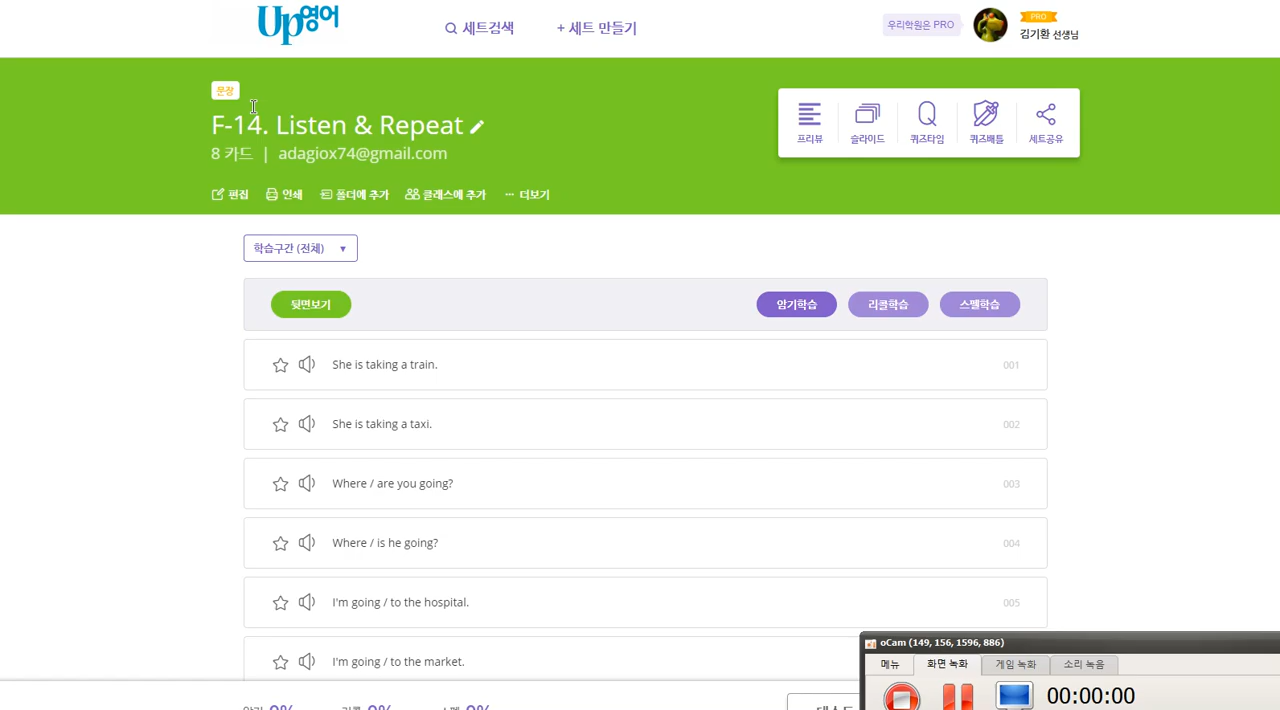 Up영어
세트검색
+ 세트 만들기
우리학원은 PRO
PRO
김기환 선생님
문장
F-14. Listen & Repeat
8 카드 | adagiox74@gmail.com
프리뷰
슬라이드
퀴즈타임
퀴즈배틀
세트공유
편집
인쇄
폴더에 추가
클래스에 추가
··· 더보기
학습구간 (전체) ▼
뒷면보기
암기학습
리콜학습
스펠학습
She is taking a train. 001
She is taking a taxi. 002
Where / are you going? 003
Where / is he going? 004
I'm going / to the hospital. 005
I'm going / to the market.
oCam (149, 156, 1596, 886)
메뉴
화면 녹화
게임 녹화
소리 녹음
00:00:00